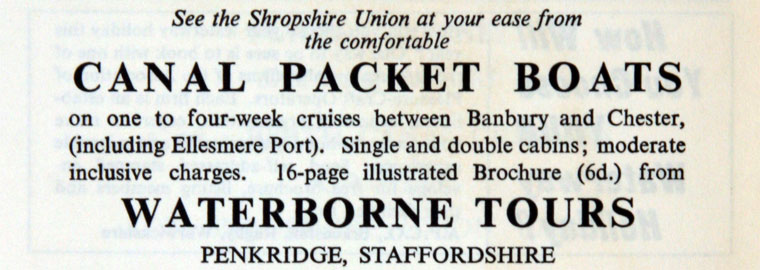 See the Shropshire Union at your ease from
the comfortable
CANAL PACKET BOATS
on one to four-week cruises between Banbury and Chester,
(including Ellesmere Port). Single and double cabins; moderate
inclusive charges. 16-page illustrated Brochure (6d.) from
WATERBORNE TOURS
PENKRIDGE, STAFFORDSHIRE